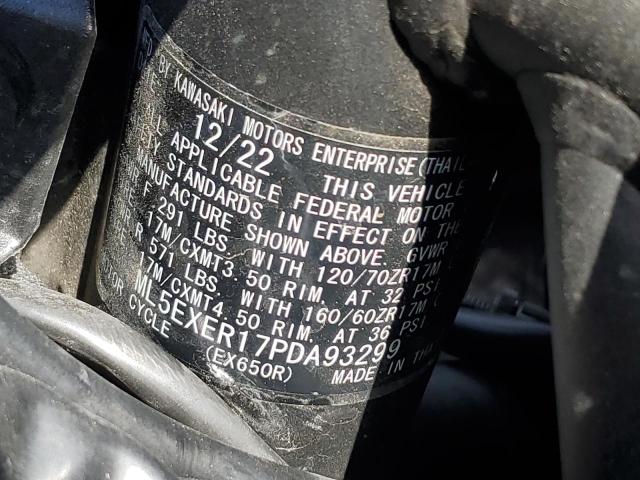 BY KAWASAKI MOTORS ENTERPRISE (THAIL
12/22 THIS VEHICLE
APPLICABLE FEDERAL MOTOR
STANDARDS IN EFFECT ON THE
MANUFACTURE SHOWN ABOVE. GVWR
F 291 LBS. WITH 120/70ZR17M C
17M/CXMT3.50 RIM. AT 32 PSI
R 571 LBS. WITH 160/60ZR17M C
17M/CXMT4.50 RIM. AT 36 PSI
ML5EXER17PDA93299
CYCLE (EX650R) MADE IN THA